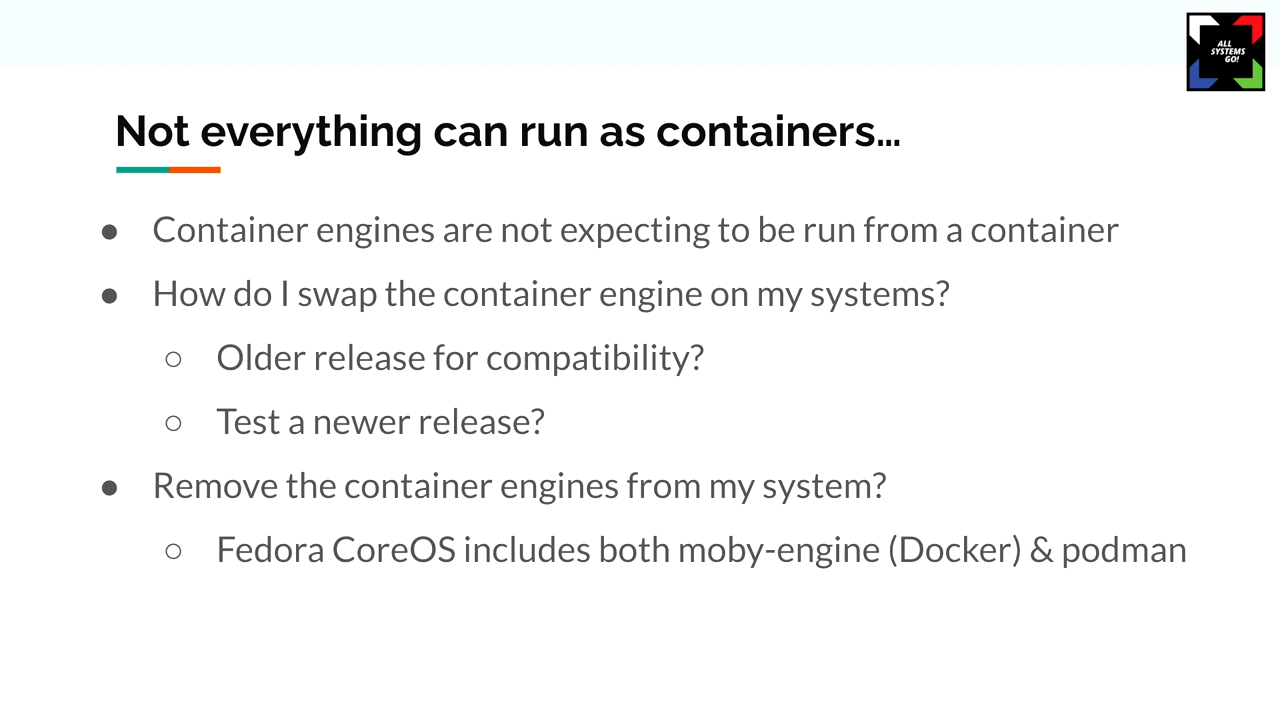 ALL
SYSTEMS
GO!
Not everything can run as containers…
● Container engines are not expecting to be run from a container
● How do I swap the container engine on my systems?
○ Older release for compatibility?
○ Test a newer release?
● Remove the container engines from my system?
○ Fedora CoreOS includes both moby-engine (Docker) & podman